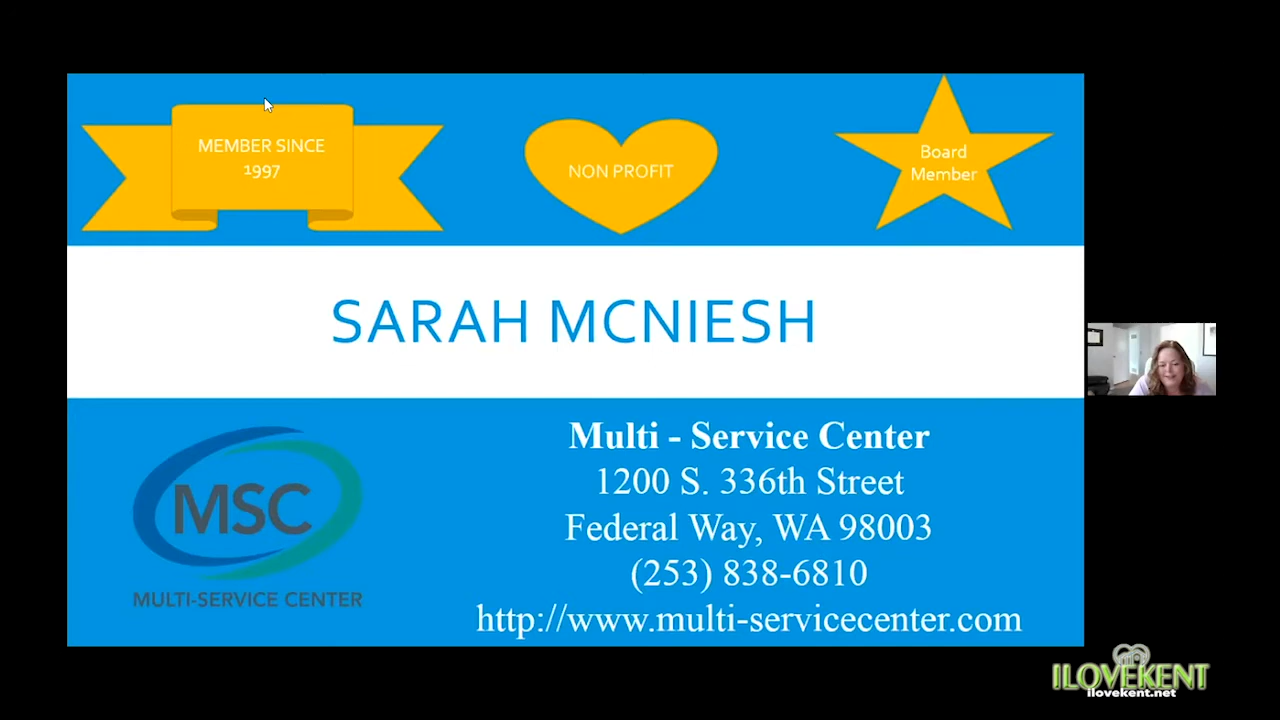 MEMBER SINCE
1997
NON PROFIT
Board
Member
SARAH MCNIESH
MSC
MULTI-SERVICE CENTER
Multi - Service Center
1200 S. 336th Street
Federal Way, WA 98003
(253) 838-6810
http://www.multi-servicecenter.com
ILOVEKENT
ilovekent.net